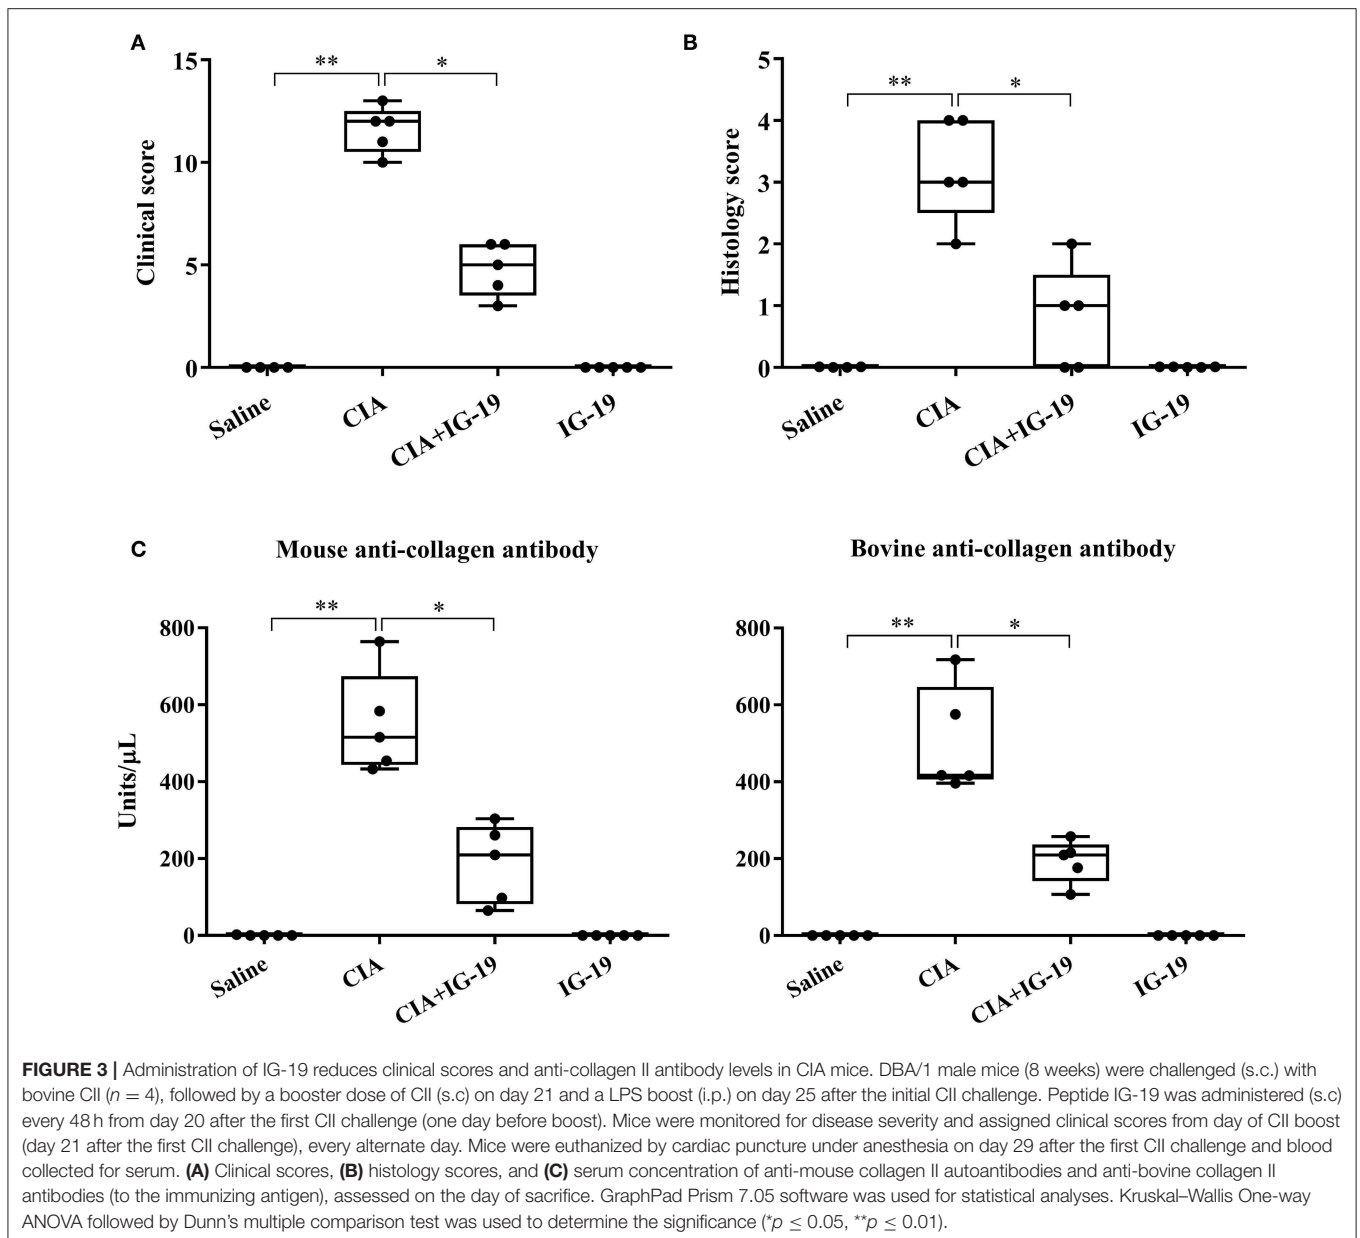 A
15
10
5
0
Clinical score
**
*
Saline
CIA
CIA+IG-19
IG-19
B
5
4
3
2
1
0
Histology score
**
*
Saline
CIA
CIA+IG-19
IG-19
C
Mouse anti-collagen antibody
800
600
400
200
0
Units/µL
**
*
Saline
CIA
CIA+IG-19
IG-19
Bovine anti-collagen antibody
800
600
400
200
0
**
*
Saline
CIA
CIA+IG-19
IG-19
FIGURE 3 | Administration of IG-19 reduces clinical scores and anti-collagen II antibody levels in CIA mice. DBA/1 male mice (8 weeks) were challenged (s.c.) with
bovine CII (n = 4), followed by a booster dose of CII (s.c) on day 21 and a LPS boost (i.p.) on day 25 after the initial CII challenge. Peptide IG-19 was administered (s.c)
every 48 h from day 20 after the first CII challenge (one day before boost). Mice were monitored for disease severity and assigned clinical scores from day of CII boost
(day 21 after the first CII challenge), every alternate day. Mice were euthanized by cardiac puncture under anesthesia on day 29 after the first CII challenge and blood
collected for serum. (A) Clinical scores, (B) histology scores, and (C) serum concentration of anti-mouse collagen II autoantibodies and anti-bovine collagen II
antibodies (to the immunizing antigen), assessed on the day of sacrifice. GraphPad Prism 7.05 software was used for statistical analyses. Kruskal–Wallis One-way
ANOVA followed by Dunn's multiple comparison test was used to determine the significance (*p ≤ 0.05, **p ≤ 0.01).